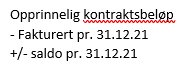 Opprinnelig kontraktsbeløp
- Fakturert pr. 31.12.21
+/- saldo pr. 31.12.21